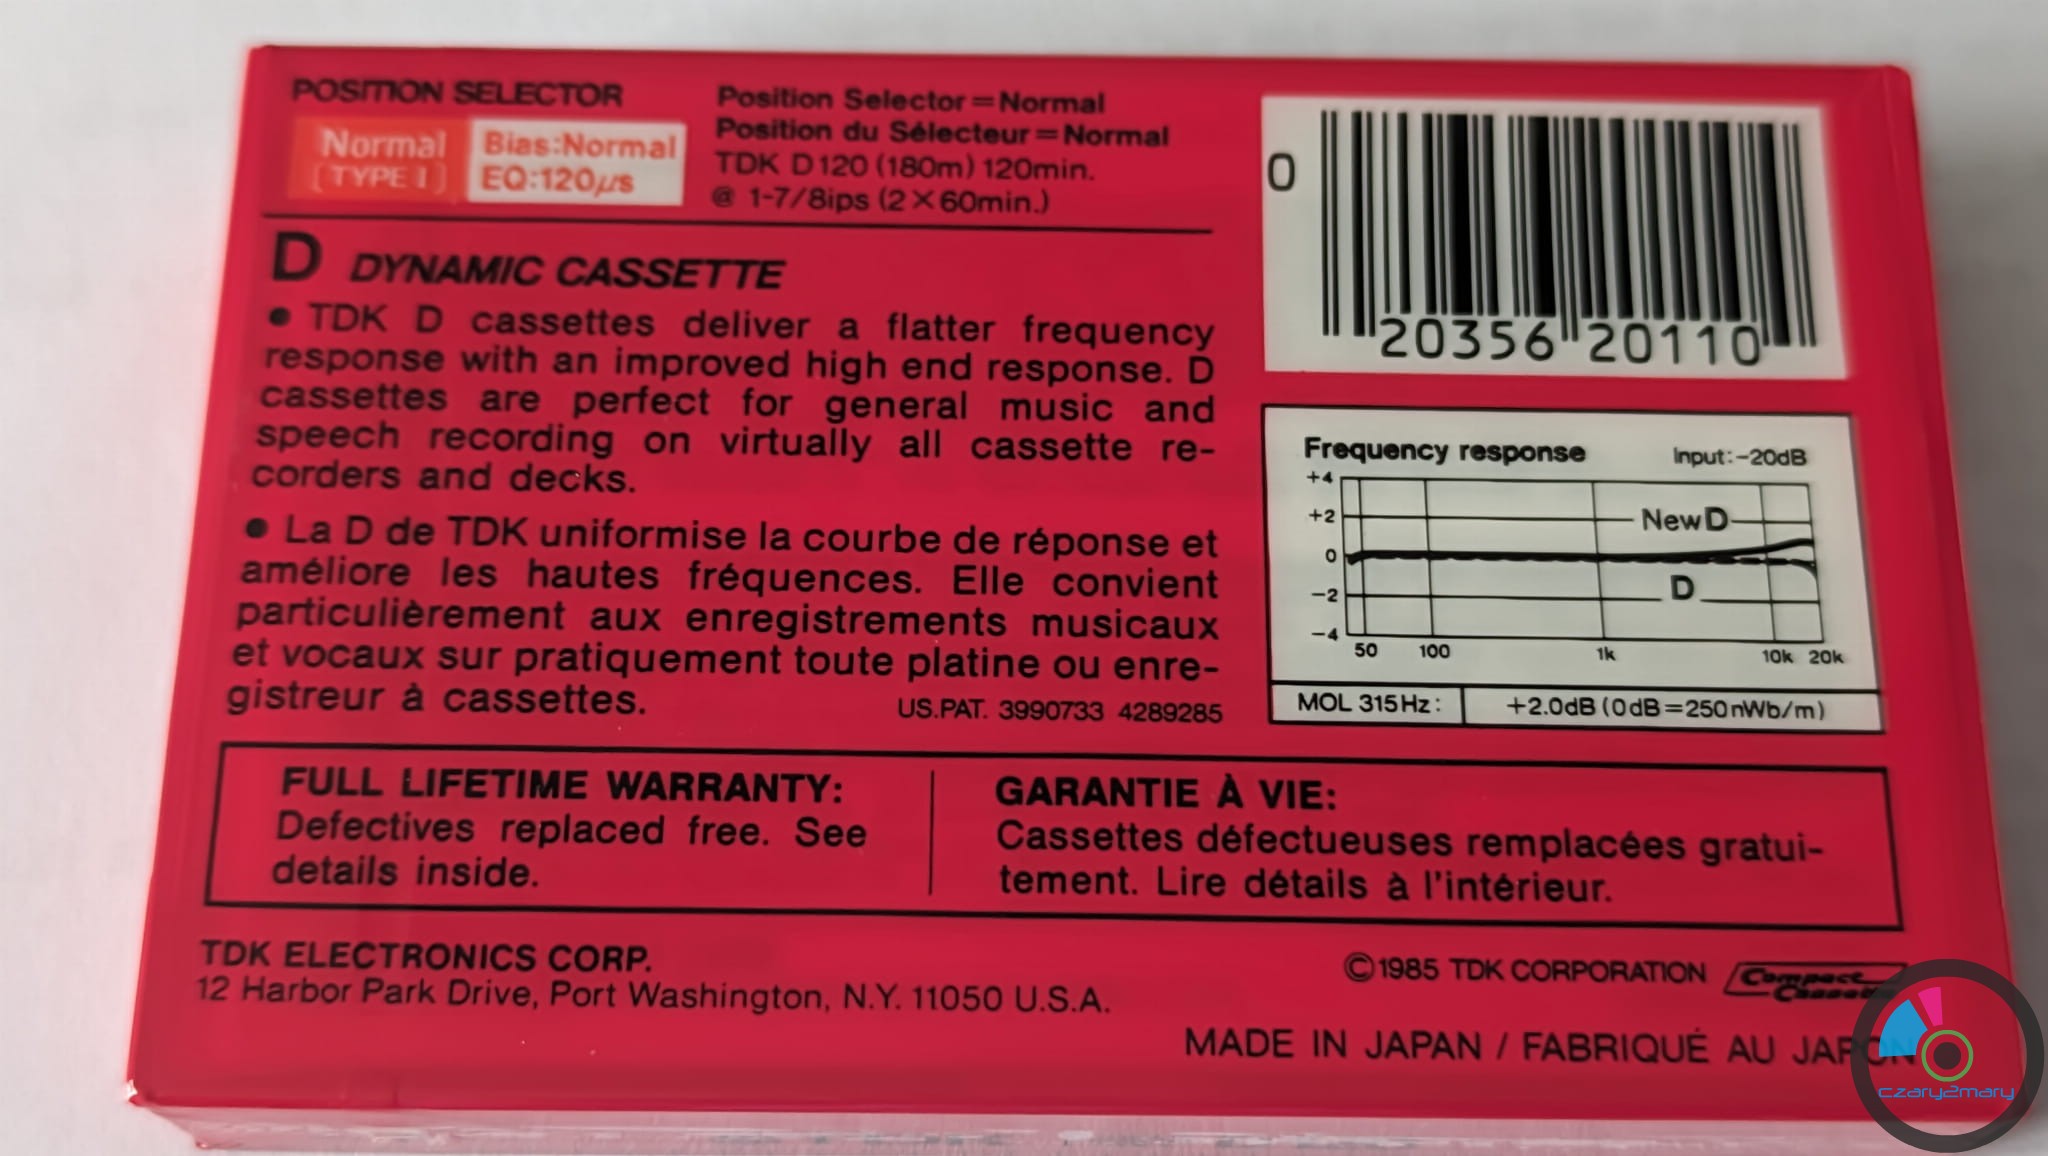 POSITION SELECTOR
Normal
[TYPE I]
Bias:Normal
EQ:120µs
Position Selector=Normal
Position du Sélecteur=Normal
TDK D120 (180m) 120min.
@ 1-7/8ips (2×60min.)
D DYNAMIC CASSETTE
● TDK D cassettes deliver a flatter frequency
response with an improved high end response. D
cassettes are perfect for general music and
speech recording on virtually all cassette re-
corders and decks.
● La D de TDK uniformise la courbe de réponse et
améliore les hautes fréquences. Elle convient
particulièrement aux enregistrements musicaux
et vocaux sur pratiquement toute platine ou enre-
gistreur à cassettes.
US.PAT. 3990733 4289285
0
20356 20110
Frequency response Input:-20dB
+4
+2
0
-2
-4
New D
D
50 100 1k 10k 20k
MOL 315Hz: +2.0dB (0dB=250nWb/m)
FULL LIFETIME WARRANTY:
Defectives replaced free. See
details inside.
GARANTIE À VIE:
Cassettes défectueuses remplacées gratui-
tement. Lire détails à l'intérieur.
TDK ELECTRONICS CORP.
12 Harbor Park Drive, Port Washington, N.Y. 11050 U.S.A.
©1985 TDK CORPORATION
Compact
Cassette
MADE IN JAPAN / FABRIQUÉ AU JAPON
czary2mary